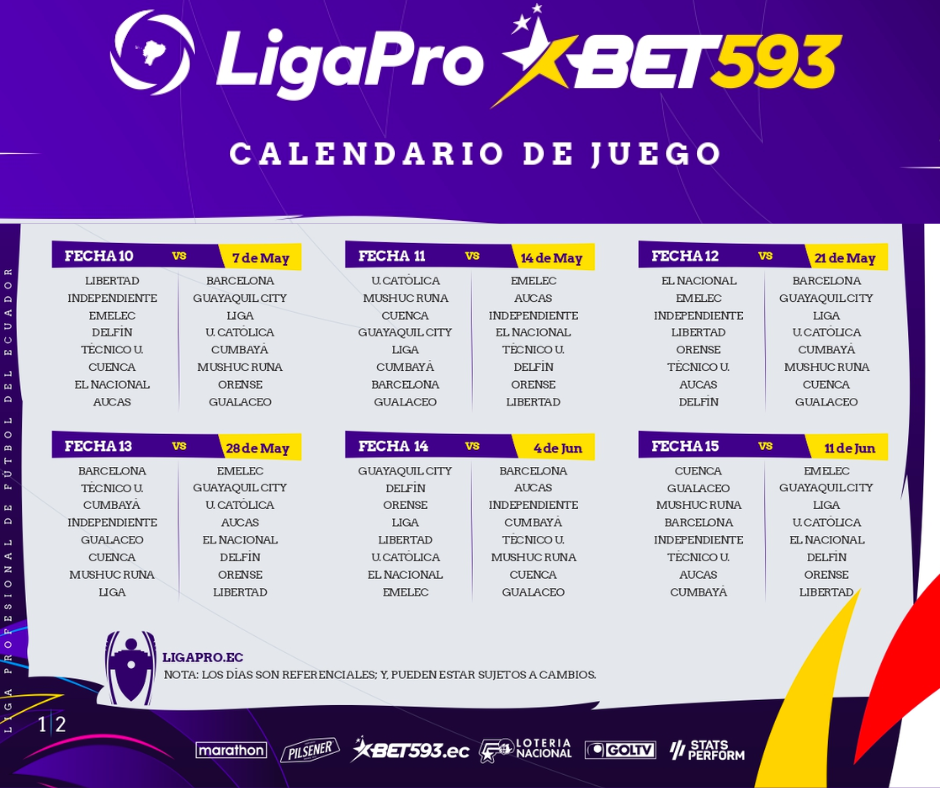 LigaPro XBET593
CALENDARIO DE JUEGO
LIGA PROFESIONAL DE FÚTBOL DEL ECUADOR
FECHA 10 VS 7 de May
LIBERTAD BARCELONA
INDEPENDIENTE GUAYAQUIL CITY
EMELEC LIGA
DELFÍN U. CATÓLICA
TÉCNICO U. CUMBAYÁ
CUENCA MUSHUC RUNA
EL NACIONAL ORENSE
AUCAS GUALACEO
FECHA 11 VS 14 de May
U. CATÓLICA EMELEC
MUSHUC RUNA AUCAS
CUENCA INDEPENDIENTE
GUAYAQUIL CITY EL NACIONAL
LIGA TÉCNICO U.
CUMBAYÁ DELFÍN
BARCELONA ORENSE
GUALACEO LIBERTAD
FECHA 12 VS 21 de May
EL NACIONAL BARCELONA
EMELEC GUAYAQUIL CITY
INDEPENDIENTE LIGA
LIBERTAD U. CATÓLICA
ORENSE CUMBAYÁ
TÉCNICO U. MUSHUC RUNA
AUCAS CUENCA
DELFÍN GUALACEO
FECHA 13 VS 28 de May
BARCELONA EMELEC
TÉCNICO U. GUAYAQUIL CITY
CUMBAYÁ U. CATÓLICA
INDEPENDIENTE AUCAS
GUALACEO EL NACIONAL
CUENCA DELFÍN
MUSHUC RUNA ORENSE
LIGA LIBERTAD
FECHA 14 VS 4 de Jun
GUAYAQUIL CITY BARCELONA
DELFÍN AUCAS
ORENSE INDEPENDIENTE
LIGA CUMBAYÁ
LIBERTAD TÉCNICO U.
U. CATÓLICA MUSHUC RUNA
EL NACIONAL CUENCA
EMELEC GUALACEO
FECHA 15 VS 11 de Jun
CUENCA EMELEC
GUALACEO GUAYAQUIL CITY
MUSHUC RUNA LIGA
BARCELONA U. CATÓLICA
INDEPENDIENTE EL NACIONAL
TÉCNICO U. DELFÍN
AUCAS ORENSE
CUMBAYÁ LIBERTAD
LIGAPRO.EC
NOTA: LOS DÍAS SON REFERENCIALES; Y, PUEDEN ESTAR SUJETOS A CAMBIOS.
1|2
marathon PILSENER XBET593.ec LOTERIA NACIONAL GOLTV STATS PERFORM